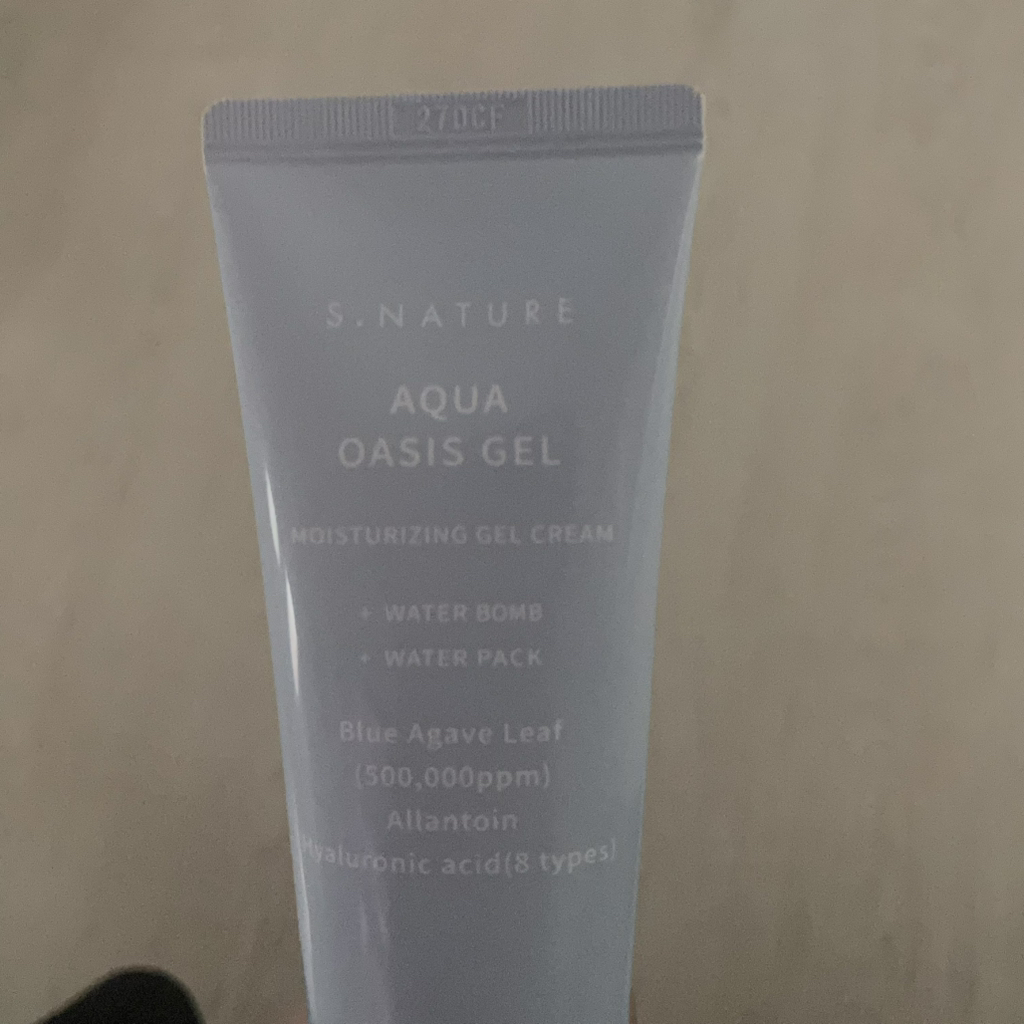 270CF
S.NATURE
AQUA
OASIS GEL
MOISTURIZING GEL CREAM
+ WATER BOMB
+ WATER PACK
Blue Agave Leaf
(500,000ppm)
Allantoin
Hyaluronic acid(8 types)